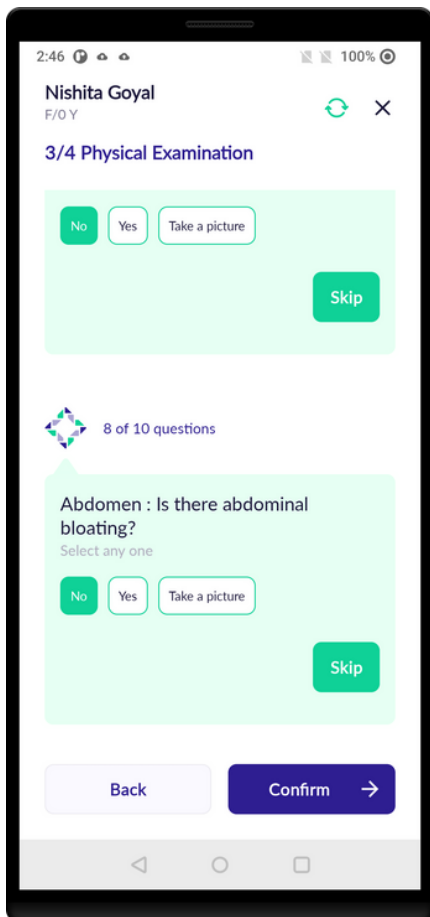 2:46 100%
Nishita Goyal
F/0 Y
3/4 Physical Examination
No Yes Take a picture
Skip
8 of 10 questions
Abdomen : Is there abdominal
bloating?
Select any one
No Yes Take a picture
Skip
Back Confirm